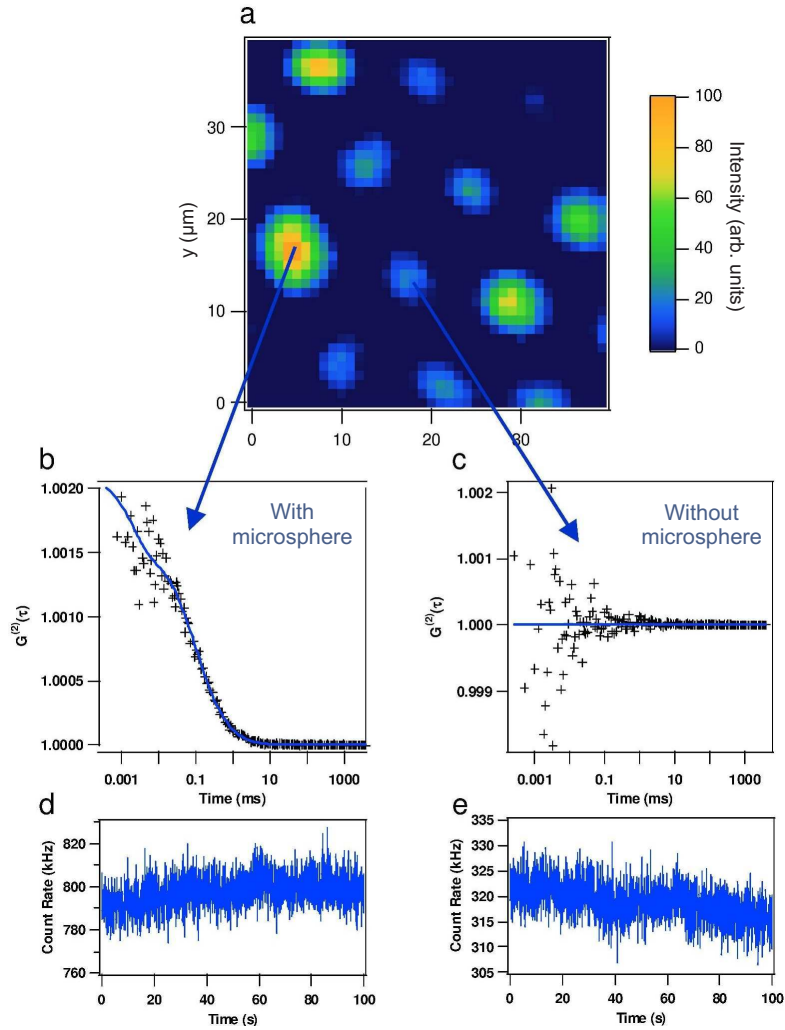 a
30
20
10
0
y (µm)
0
10
20
30
100
80
60
40
20
0
Intensity (arb. units)
b
1.0020
1.0015
1.0010
1.0005
1.0000
G(2)(τ)
With
microsphere
0.001
0.1
10
1000
Time (ms)
c
1.002
1.001
1.000
0.999
G(2)(τ)
Without
microsphere
0.001
0.1
10
1000
Time (ms)
d
820
800
780
760
Count Rate (kHz)
0
20
40
60
80
100
Time (s)
e
335
330
325
320
315
310
305
Count Rate (kHz)
0
20
40
60
80
100
Time (s)